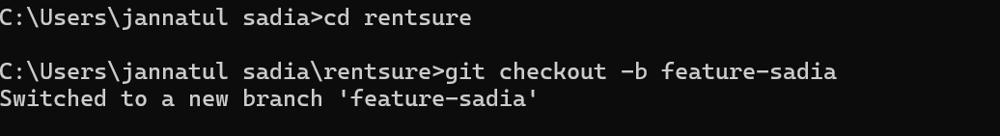 C:\Users\jannatul sadia>cd rentsure
C:\Users\jannatul sadia\rentsure>git checkout -b feature-sadia
Switched to a new branch 'feature-sadia'